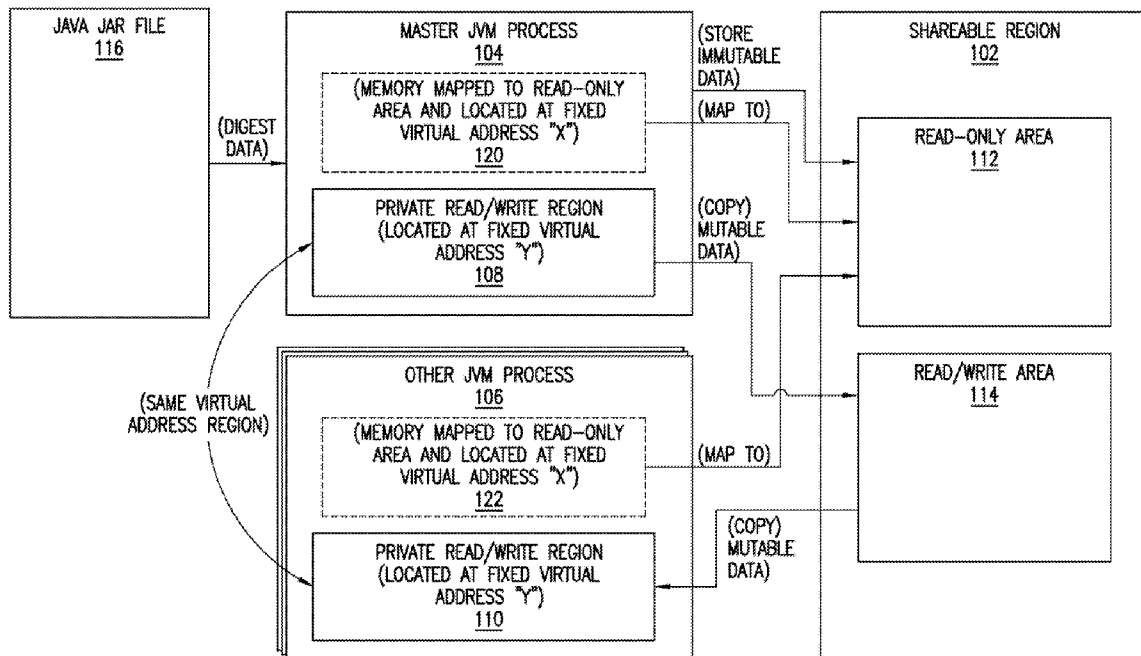 JAVA JAR FILE
116
(DIGEST
DATA)
MASTER JVM PROCESS
104
(MEMORY MAPPED TO READ-ONLY
AREA AND LOCATED AT FIXED
VIRTUAL ADDRESS "X")
120
PRIVATE READ/WRITE REGION
(LOCATED AT FIXED VIRTUAL
ADDRESS "Y")
108
(STORE
IMMUTABLE
DATA)
(MAP TO)
(COPY)
MUTABLE
DATA)
SHAREABLE REGION
102
READ-ONLY AREA
112
READ/WRITE AREA
114
(SAME VIRTUAL
ADDRESS REGION)
OTHER JVM PROCESS
106
(MEMORY MAPPED TO READ-ONLY
AREA AND LOCATED AT FIXED
VIRTUAL ADDRESS "X")
122
PRIVATE READ/WRITE REGION
(LOCATED AT FIXED VIRTUAL
ADDRESS "Y")
110
(MAP TO)
(COPY)
MUTABLE
DATA)